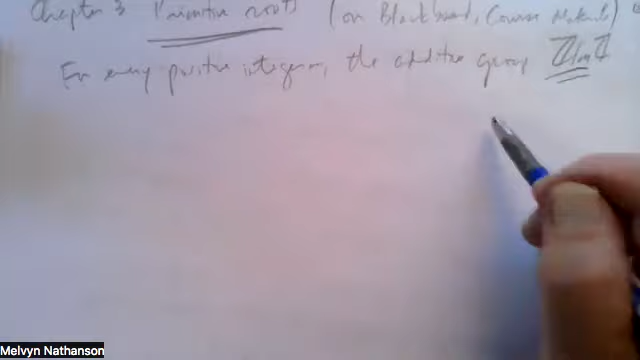 Chapter 3 Primitive roots (on Blackboard, Course Materials)
For every positive integer m, the additive group ℤ/mℤ
Melvyn Nathanson